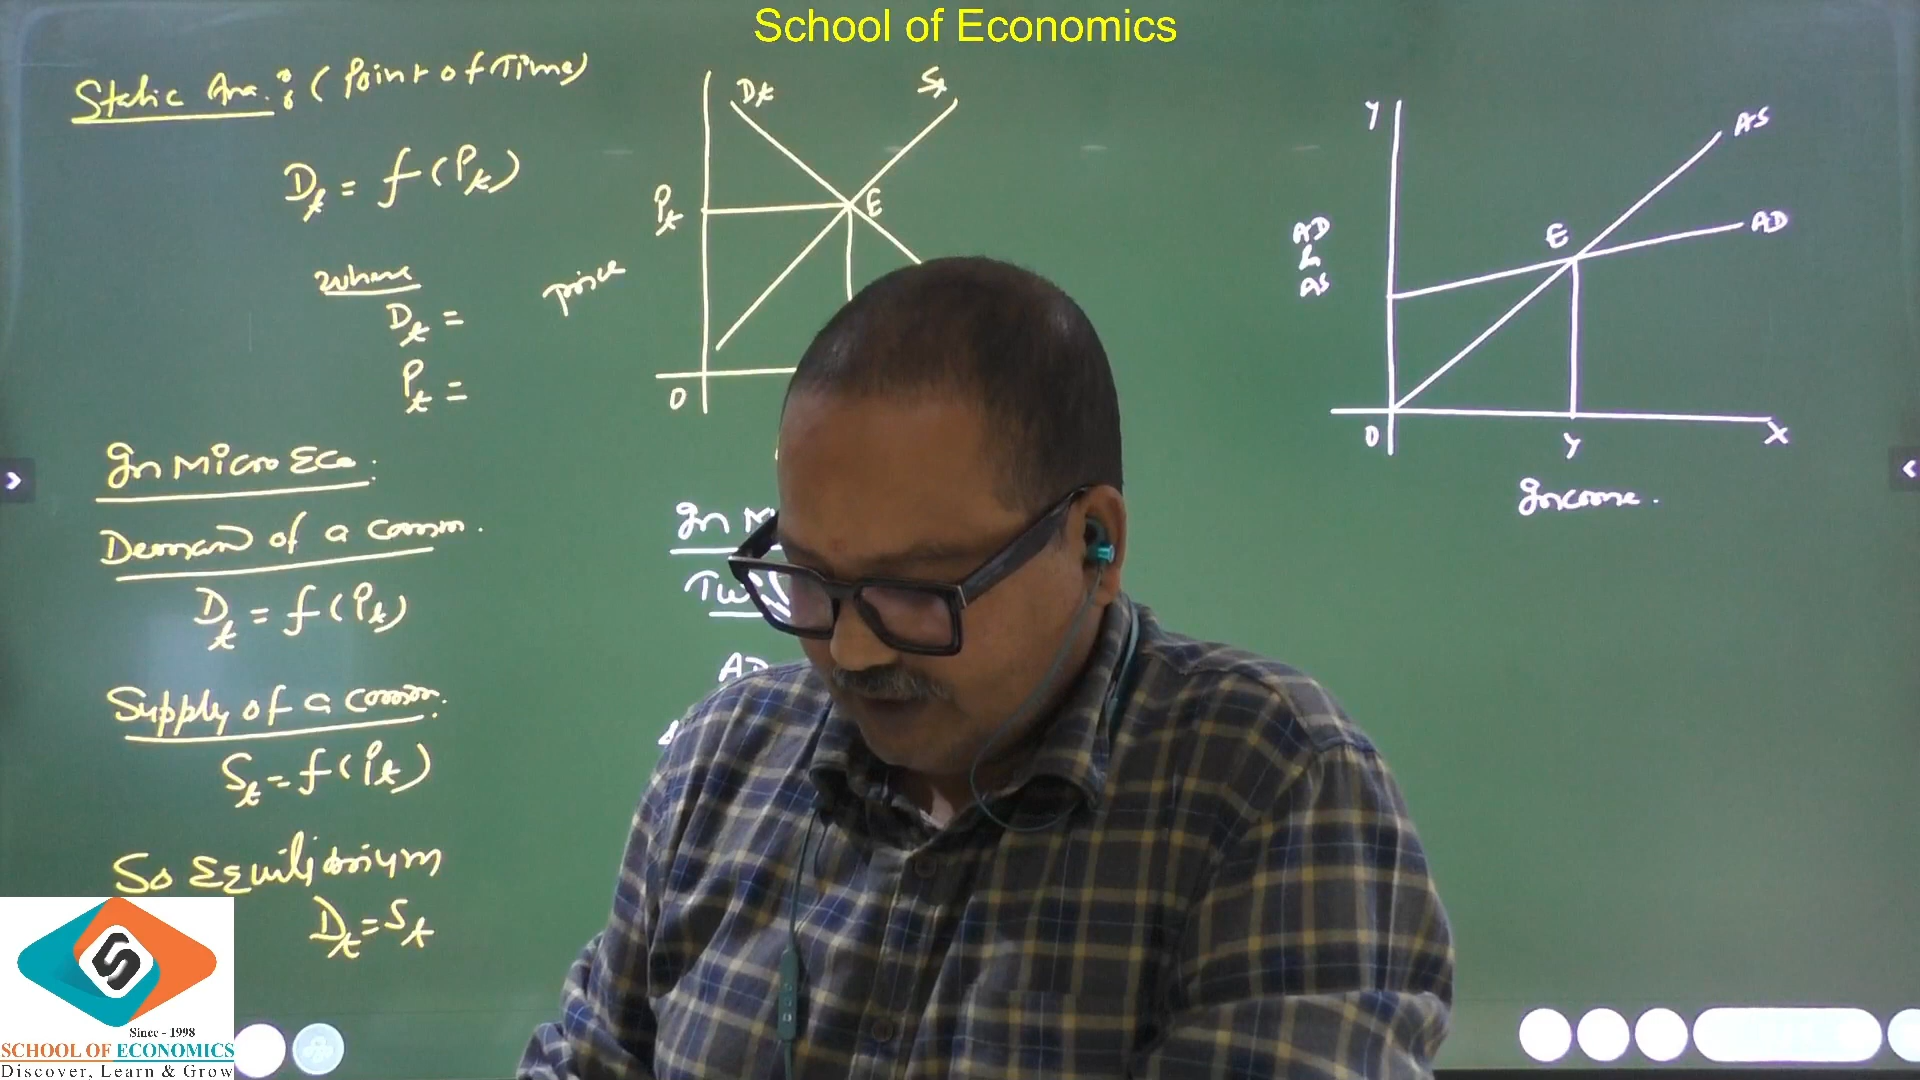 School of Economics
Static Ana. : (Point of Time)
Dt = f(Pt)
where
Dt =
Pt =
In Micro Eco.
Demand of a comm.
Dt = f(Pt)
Supply of a comm.
St = f(Pt)
So Equilibrium
Dt = St
Dt
St
Pt
E
price
O
In M
AD
Y
AS
AD
E
AD
&
AS
O
Y
X
Income.
Since - 1998
SCHOOL OF ECONOMICS
Discover, Learn & Grow